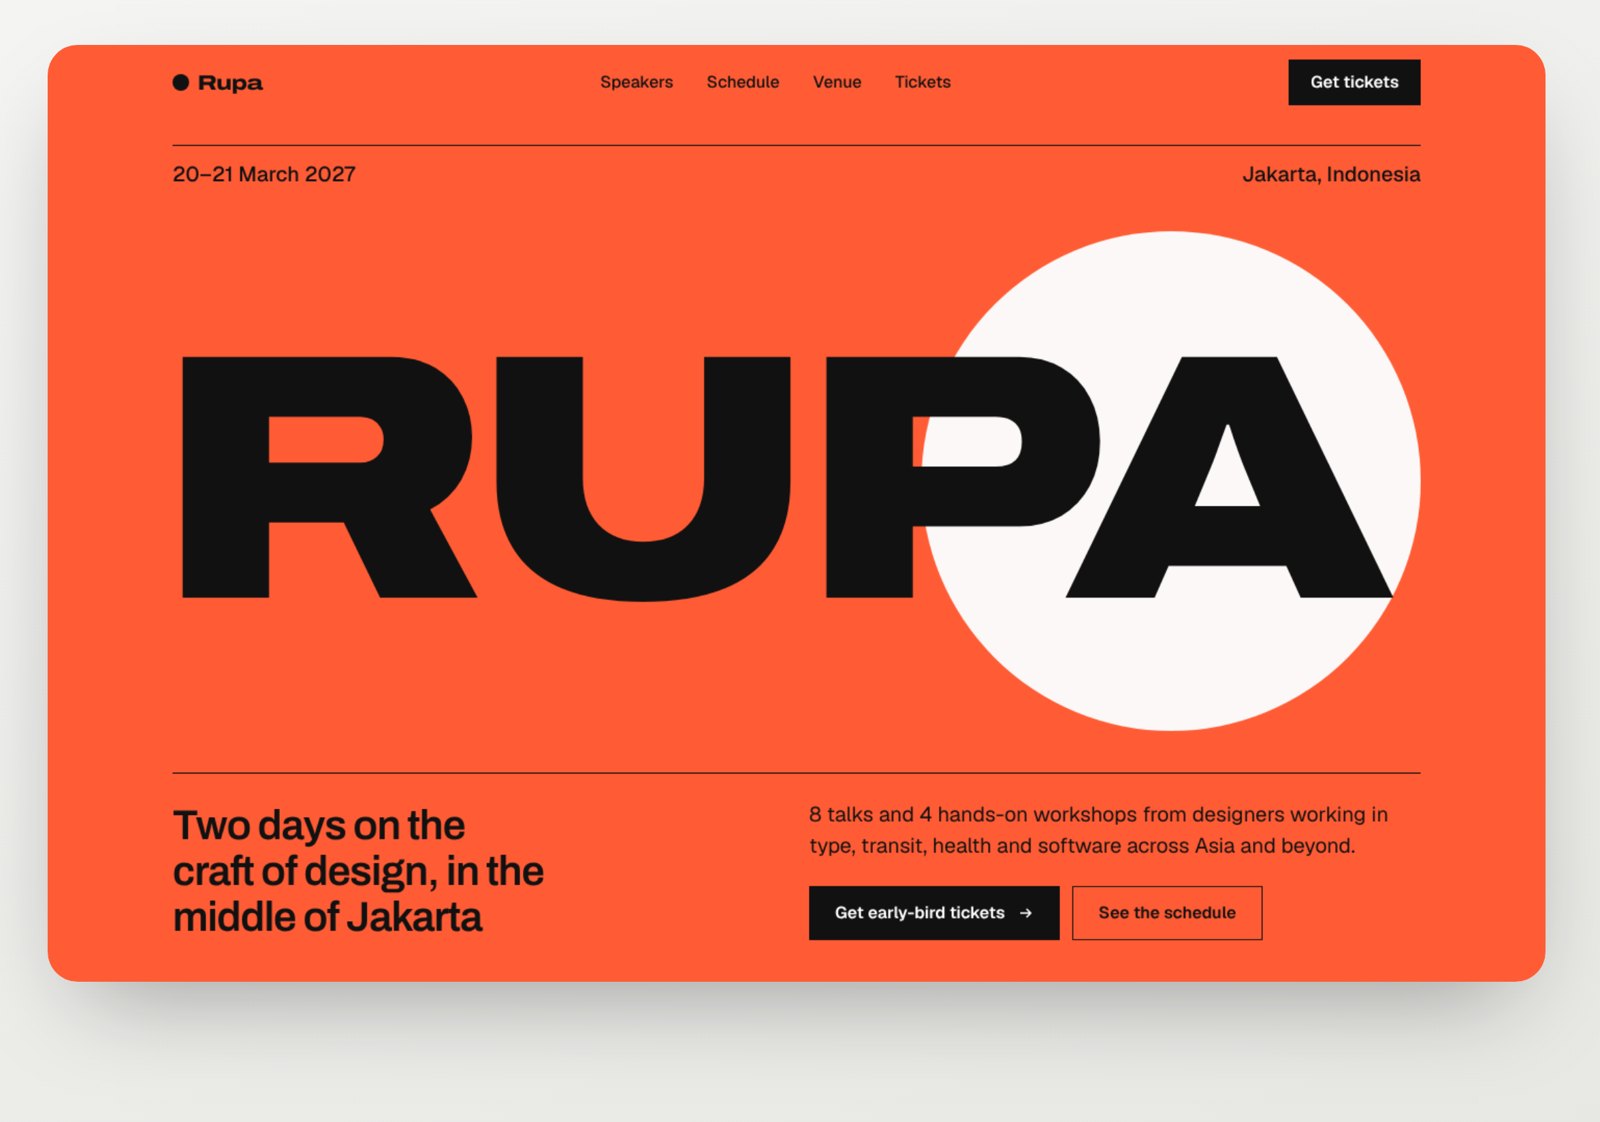 Rupa
Speakers Schedule Venue Tickets
Get tickets
20–21 March 2027
Jakarta, Indonesia
RUPA
Two days on the
craft of design, in the
middle of Jakarta
8 talks and 4 hands-on workshops from designers working in
type, transit, health and software across Asia and beyond.
Get early-bird tickets →
See the schedule